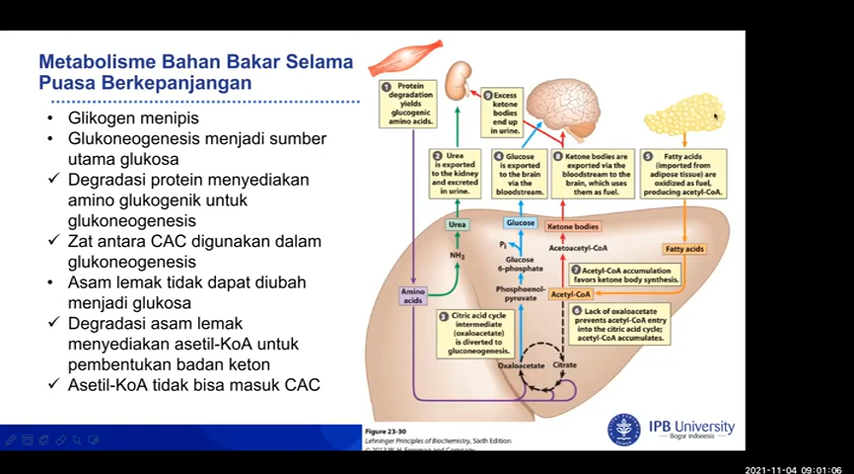 Metabolisme Bahan Bakar Selama
Puasa Berkepanjangan
• Glikogen menipis
• Glukoneogenesis menjadi sumber
utama glukosa
✓ Degradasi protein menyediakan
amino glukogenik untuk
glukoneogenesis
✓ Zat antara CAC digunakan dalam
glukoneogenesis
• Asam lemak tidak dapat diubah
menjadi glukosa
✓ Degradasi asam lemak
menyediakan asetil-KoA untuk
pembentukan badan keton
✓ Asetil-KoA tidak bisa masuk CAC
1 Protein
degradation
yields
glucogenic
amino acids.
9 Excess
ketone
bodies
end up
in urine.
2 Urea
is exported
to the kidney
and excreted
in urine.
4 Glucose
is exported
to the brain
via the
bloodstream.
8 Ketone bodies are
exported via the
bloodstream to the
brain, which uses
them as fuel.
5 Fatty acids
(imported from
adipose tissue) are
oxidized as fuel,
producing acetyl-CoA.
Urea
Glucose
Ketone bodies
Fatty acids
NH3
Pi
Glucose
6-phosphate
Acetoacetyl-CoA
7 Acetyl-CoA accumulation
favors ketone body synthesis.
Amino
acids
Phosphoenol-
pyruvate
Acetyl-CoA
3 Citric acid cycle
intermediate
(oxaloacetate)
is diverted to
gluconeogenesis.
6 Lack of oxaloacetate
prevents acetyl-CoA entry
into the citric acid cycle;
acetyl-CoA accumulates.
Oxaloacetate
Citrate
Figure 23-30
Lehninger Principles of Biochemistry, Sixth Edition
© 2013 W. H. Freeman and Company
IPB University
Bogor Indonesia
2021-11-04 09:01:06